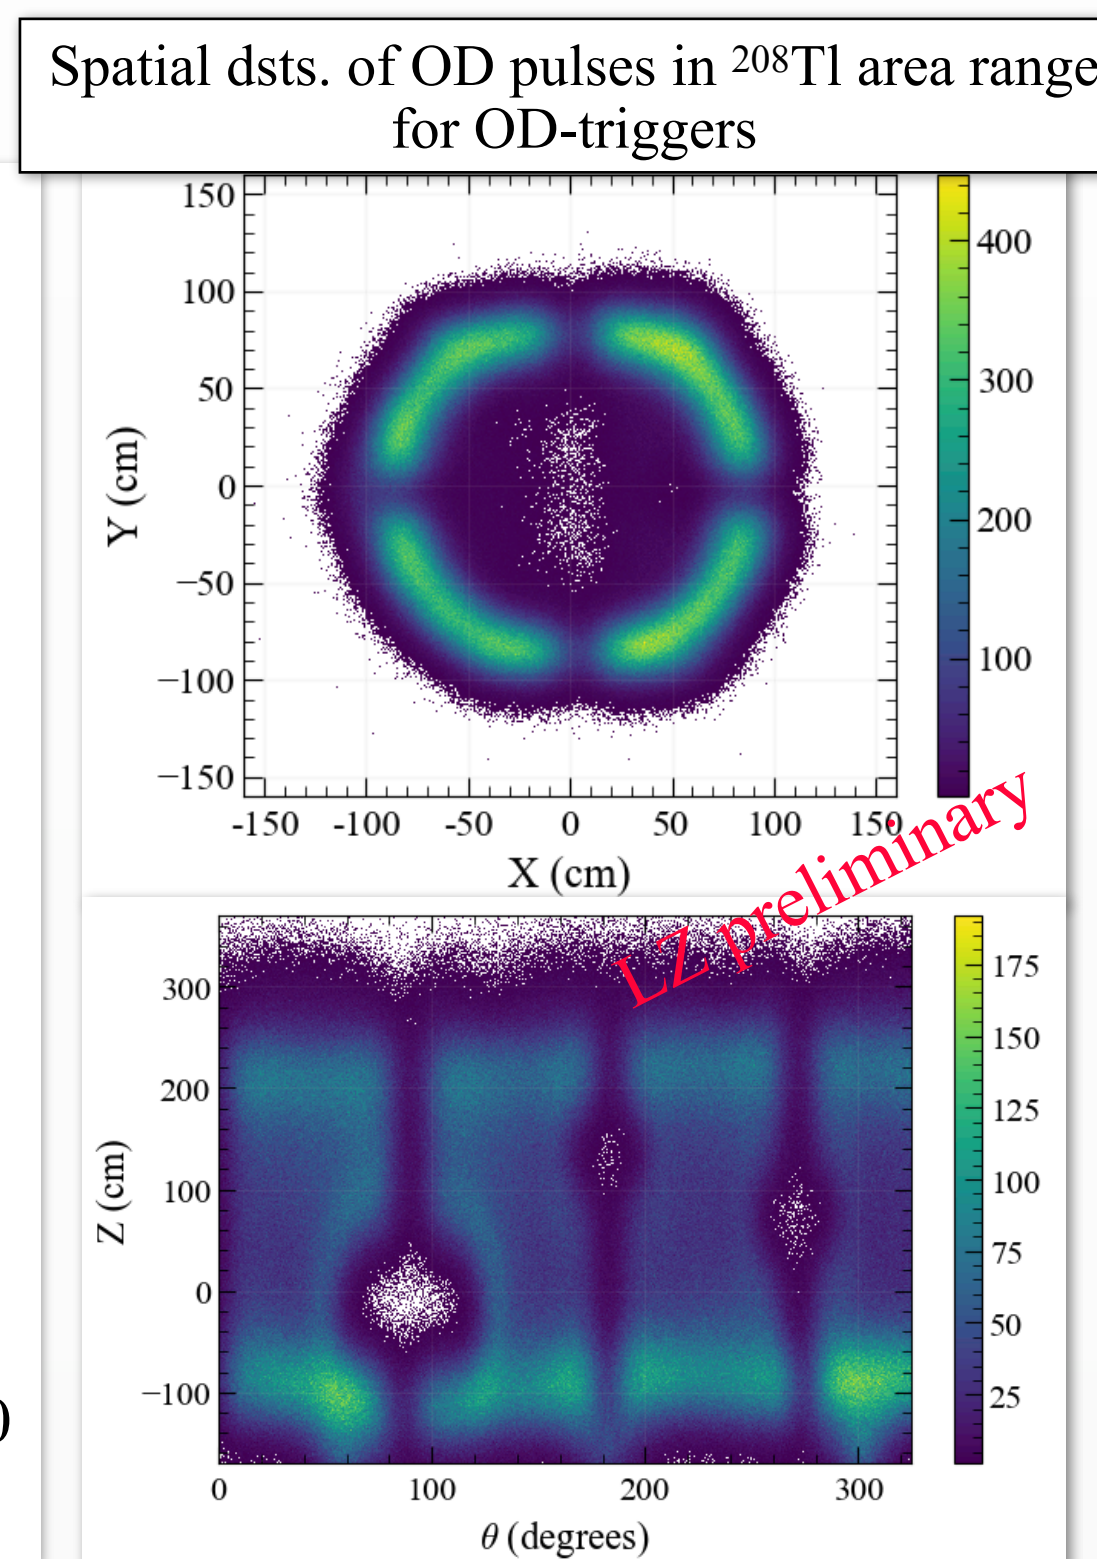 Spatial dsts. of OD pulses in ²⁰⁸Tl area range
for OD-triggers
150
100
50
0
−50
−100
−150
Y (cm)
-150 -100 -50 0 50 100 150
X (cm)
400
300
200
100
LZ preliminary
300
200
100
0
−100
Z (cm)
0 100 200 300
θ (degrees)
175
150
125
100
75
50
25
)